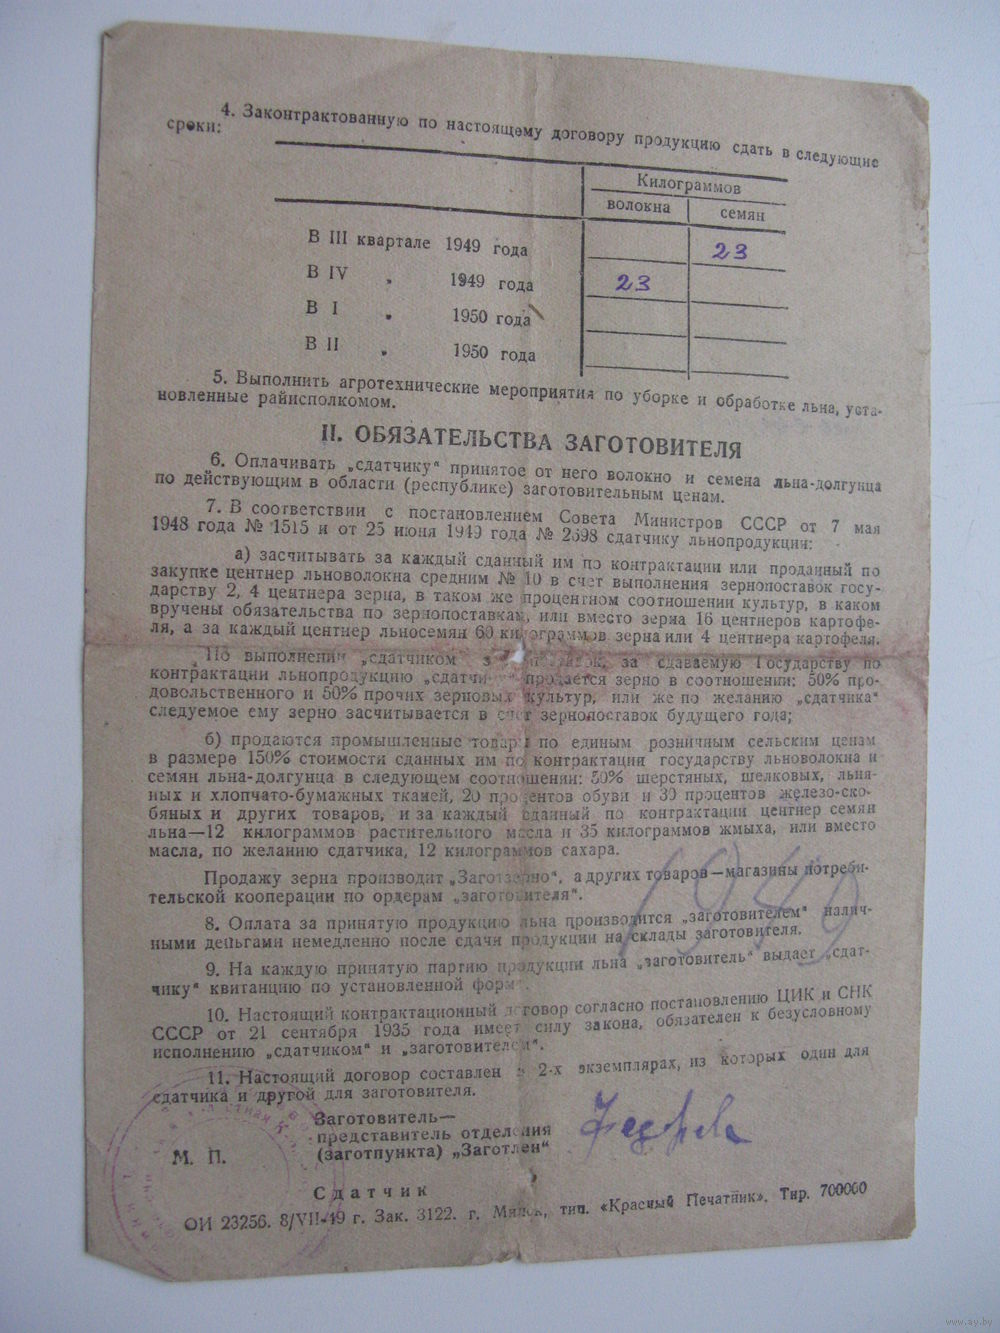 4. Законтрактованную по настоящему договору продукцию сдать в следующие
сроки:
Килограммов
волокна семян
В III квартале 1949 года 23
В IV „ 1949 года 23
В I „ 1950 года
В II „ 1950 года
5. Выполнить агротехнические мероприятия по уборке и обработке льна, уста-
новленные райисполкомом.
II. ОБЯЗАТЕЛЬСТВА ЗАГОТОВИТЕЛЯ
6. Оплачивать „сдатчику“ принятое от него волокно и семена льна-долгунца
по действующим в области (республике) заготовительным ценам.
7. В соответствии с постановлением Совета Министров СССР от 7 мая
1948 года № 1515 и от 25 июня 1949 года № 2698 сдатчику льнопродукции:
а) засчитывать за каждый сданный им по контрактации или проданный по
закупке центнер льноволокна средним № 10 в счет выполнения зернопоставок госу-
дарству 2, 4 центнера зерна, в таком же процентном соотношении культур, в каком
вручены обязательства по зернопоставкам, или вместо зерна 16 центнеров картофе-
ля, а за каждый центнер льносемян 60 килограммов зерна или 4 центнера картофеля.
По выполнении „сдатчиком за сдаваемую Государству по
контрактации льнопродукцию продается зерно в соотношении: 50% про-
довольственного и 50% прочих зерновых культур, или же по желанию „сдатчика“
следуемое ему зерно засчитывается в счет зернопоставок будущего года;
б) продаются промышленные товары по единым розничным сельским ценам
в размере 150% стоимости сданных им по контрактации государству льноволокна и
семян льна-долгунца в следующем соотношении: 50% шерстяных, шелковых, льня-
ных и хлопчато-бумажных тканей, 20 процентов обуви и 30 процентов железо-ско-
бяных и других товаров, и за каждый сданный по контрактации центнер семян
льна—12 килограммов растительного масла и 35 килограммов жмыха, или вместо
масла, по желанию сдатчика, 12 килограммов сахара.
Продажу зерна производит „Заготзерно“, а других товаров—магазины потреби-
тельской кооперации по ордерам „заготовителя“.
1949
8. Оплата за принятую продукцию льна производится „заготовителем“ налич-
ными деньгами немедленно после сдачи продукции на склады заготовителя.
9. На каждую принятую партию продукции льна „заготовитель“ выдает „сдат-
чику“ квитанцию по установленной форме.
10. Настоящий контрактационный договор согласно постановлению ЦИК и СНК
СССР от 21 сентября 1935 года имеет силу закона, обязателен к безусловному
исполнению „сдатчиком“ и „заготовителем“.
11. Настоящий договор составлен в 2-х экземплярах, из которых один для
сдатчика и другой для заготовителя.
Заготовитель—
представитель отделения
М. П. (заготпункта) „Заготлен“
Сдатчик
ОИ 23256. 8/VII-49 г. Зак. 3122. г. Минск, тип. «Красный Печатник». Тир. 700000
www.ay.by